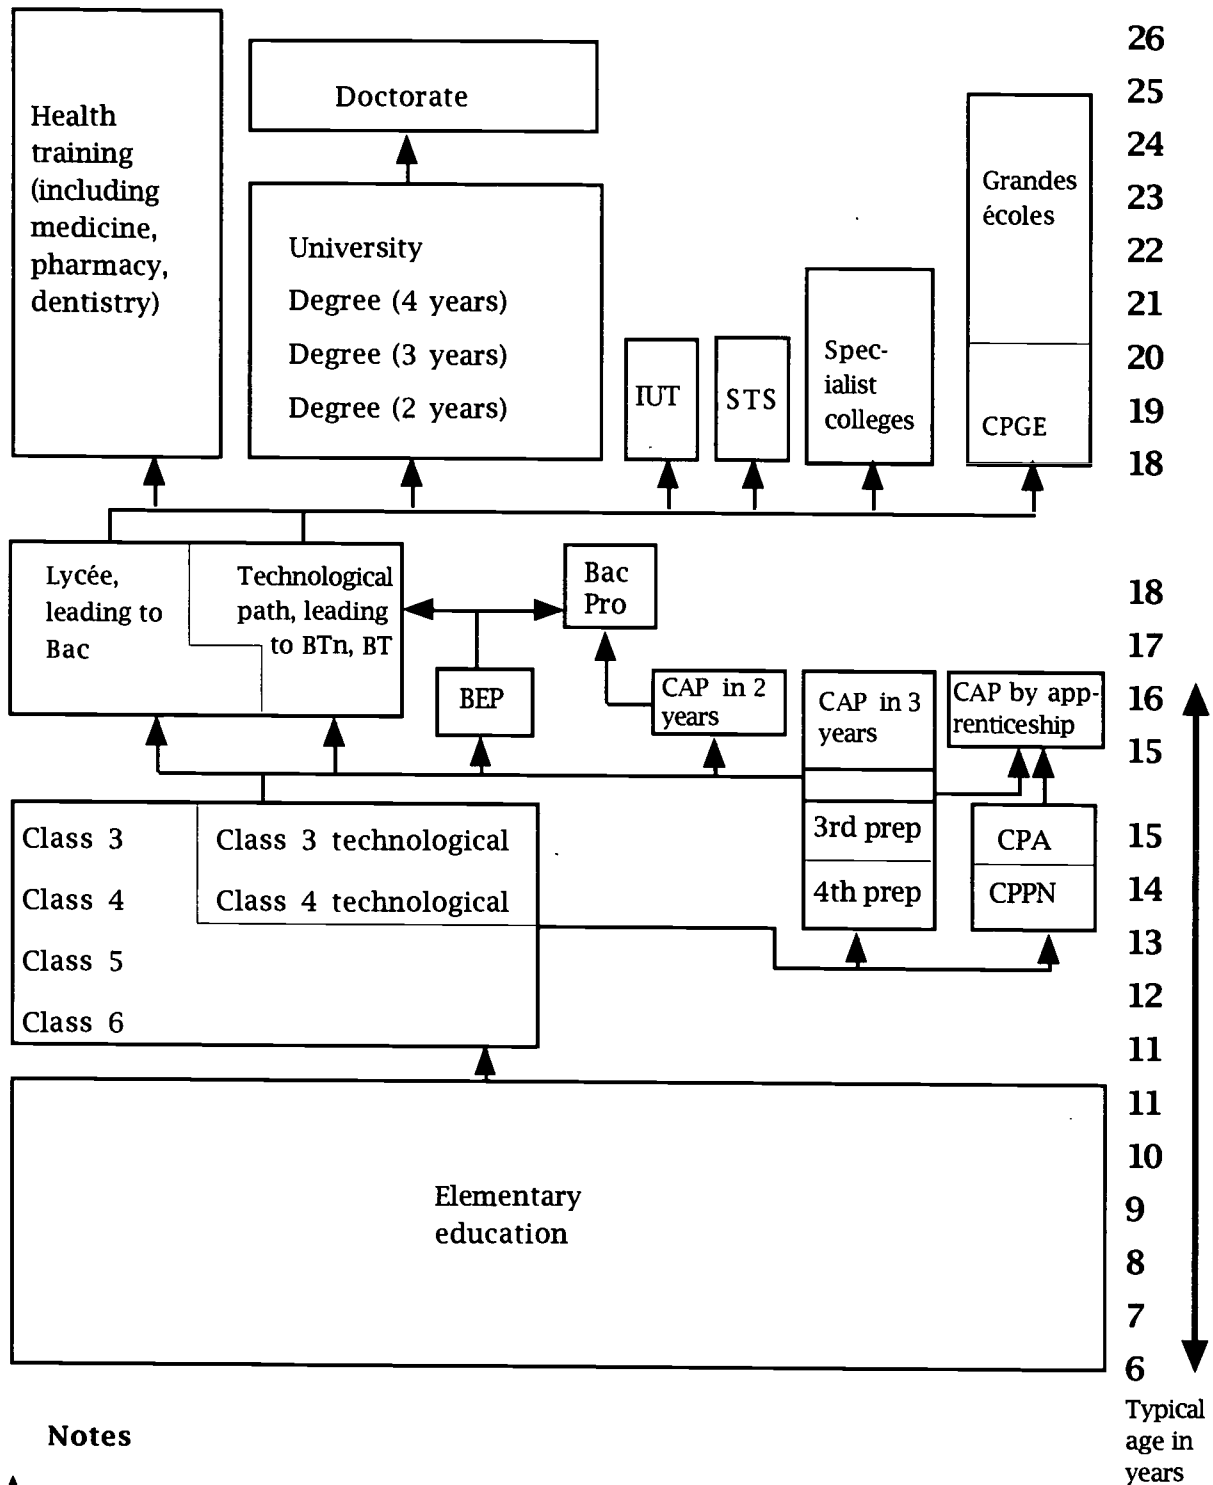 26
25
24
23
22
21
20
19
18
Health
training
(including
medicine,
pharmacy,
dentistry)
Doctorate
University
Degree (4 years)
Degree (3 years)
Degree (2 years)
IUT
STS
Spec-
ialist
colleges
Grandes
écoles
CPGE
Lycée,
leading to
Bac
Technological
path, leading
to BTn, BT
Bac
Pro
BEP
CAP in 2
years
CAP in 3
years
CAP by app-
renticeship
18
17
16
15
Class 3
Class 4
Class 5
Class 6
Class 3 technological
Class 4 technological
3rd prep
4th prep
CPA
CPPN
15
14
13
12
11
Elementary
education
11
10
9
8
7
6
Typical
age in
years
Notes